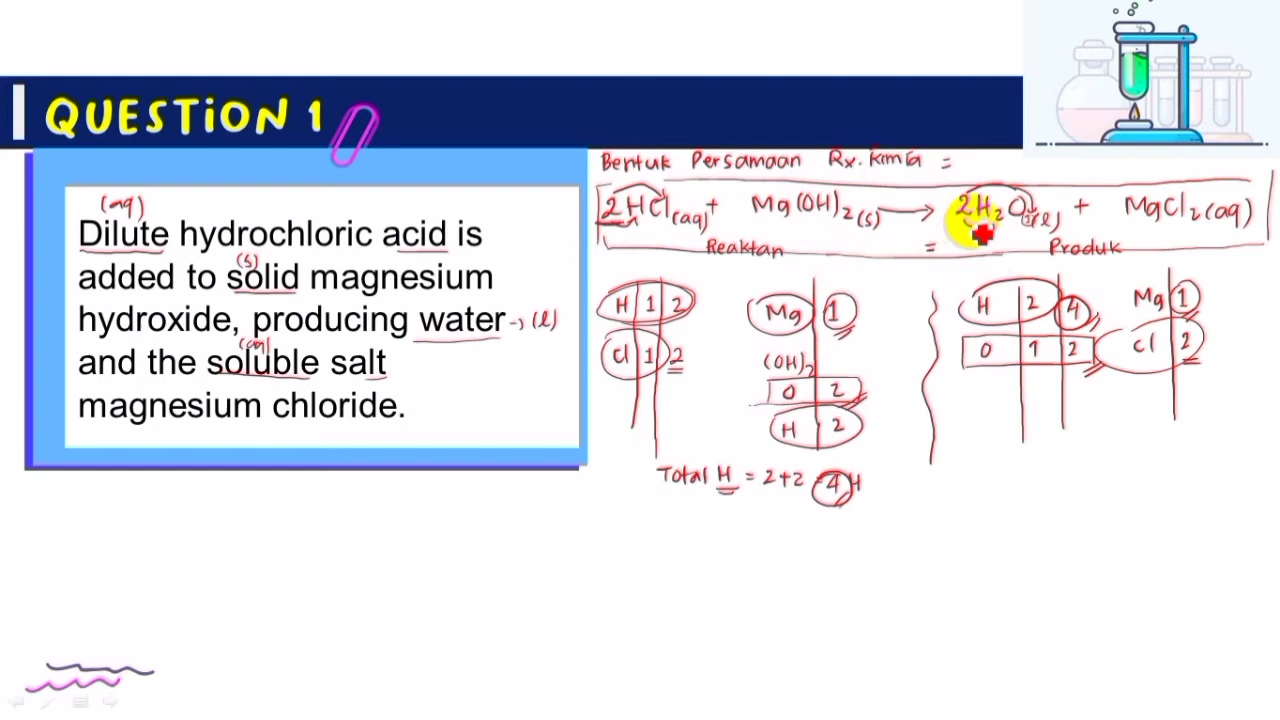 QUESTION 1
(aq)
Dilute hydrochloric acid is
(s)
added to solid magnesium
hydroxide, producing water → (l)
(aq)
and the soluble salt
magnesium chloride.
Bentuk Persamaan Rx. Kimia =
2HCl(aq) + Mg(OH)2(s) → 2H2O(l) + MgCl2(aq)
Reaktan = Produk
H 1 2
Cl 1 2
Mg 1
(OH)2
O 2
H 2
H 2 4
O 1 2
Mg 1
Cl 2
Total H = 2+2 = 4H